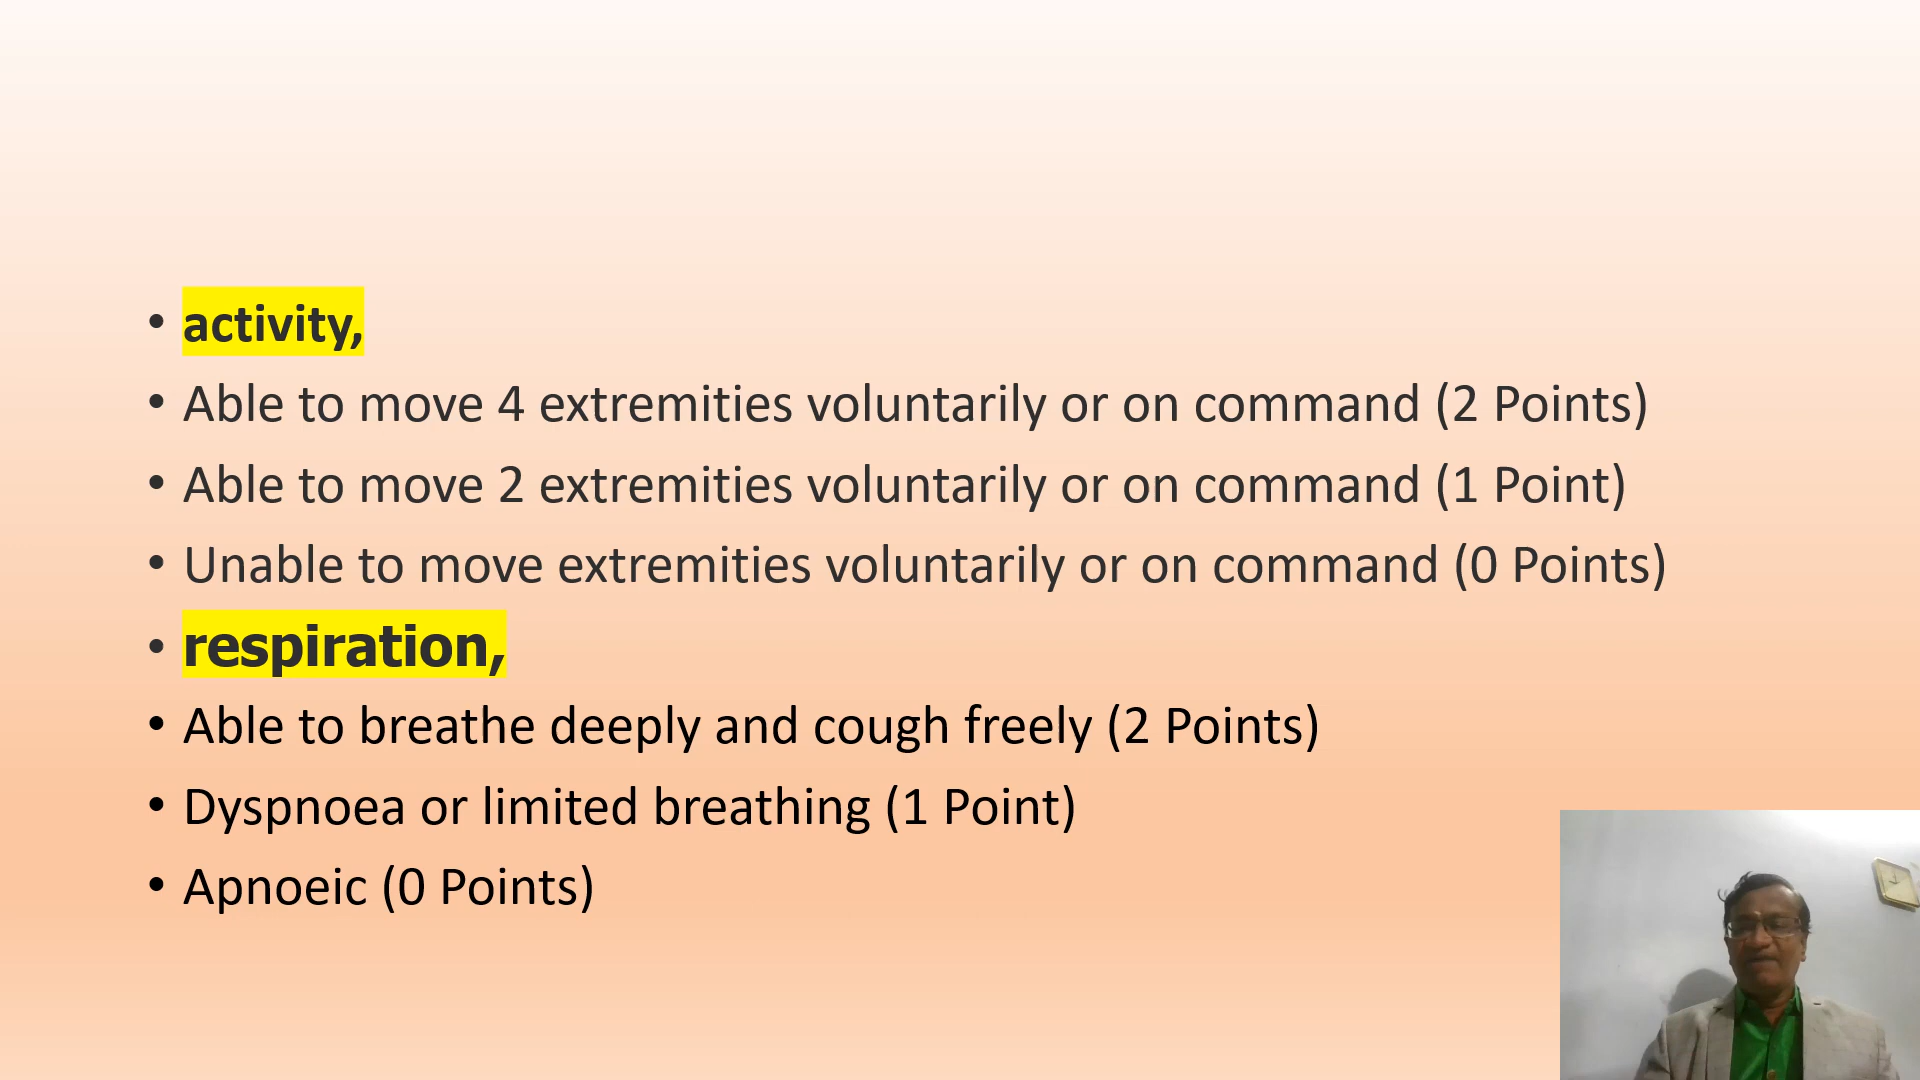 • activity,
• Able to move 4 extremities voluntarily or on command (2 Points)
• Able to move 2 extremities voluntarily or on command (1 Point)
• Unable to move extremities voluntarily or on command (0 Points)
• respiration,
• Able to breathe deeply and cough freely (2 Points)
• Dyspnoea or limited breathing (1 Point)
• Apnoeic (0 Points)